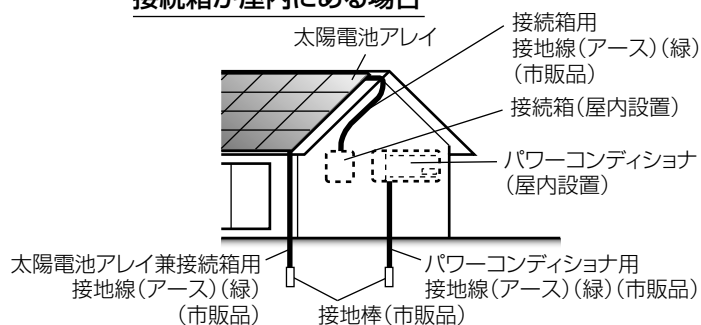 接続箱が屋内にある場合
太陽電池アレイ
接続箱用
接地線(アース)(緑)
(市販品)
接続箱(屋内設置)
パワーコンディショナ
(屋内設置)
太陽電池アレイ兼接続箱用
接地線(アース)(緑)
(市販品)
接地棒(市販品)
パワーコンディショナ用
接地線(アース)(緑)(市販品)